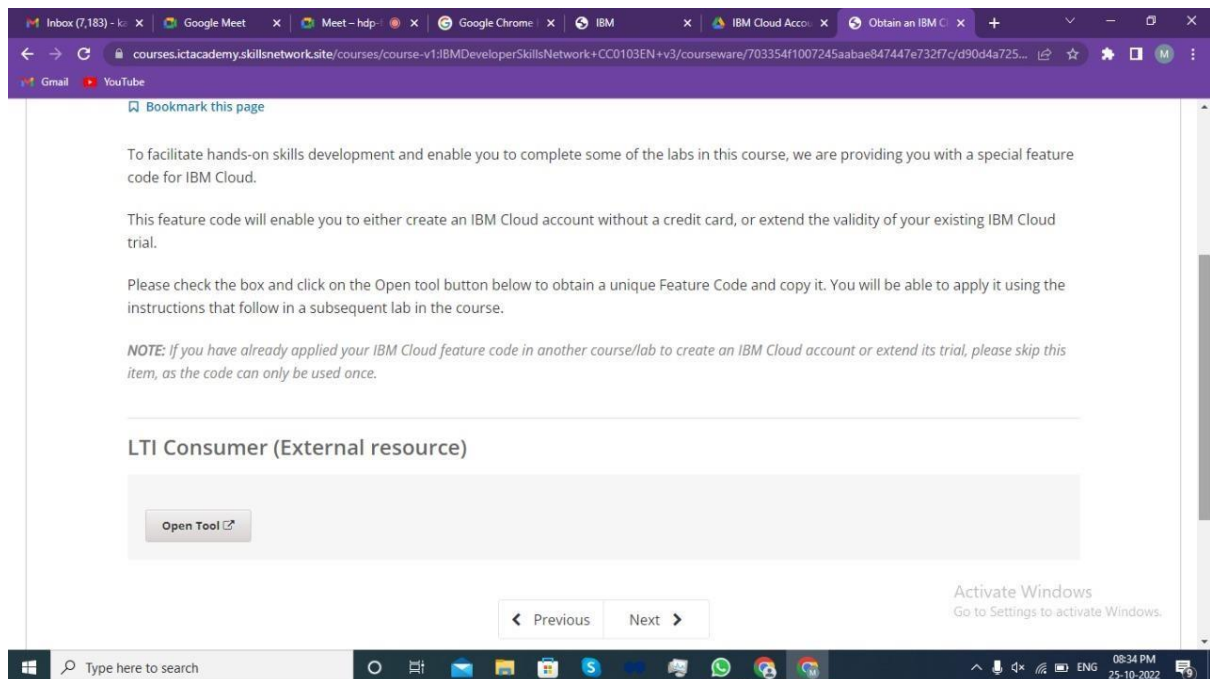 Inbox (7,183) - ka
Google Meet
Meet – hdp-
Google Chrome
IBM
IBM Cloud Accou
Obtain an IBM C
courses.ictacademy.skillsnetwork.site/courses/course-v1:IBMDeveloperSkillsNetwork+CC0103EN+v3/courseware/703354f1007245aabae847447e732f7c/d90d4a725...
M
Gmail
YouTube
Bookmark this page
To facilitate hands-on skills development and enable you to complete some of the labs in this course, we are providing you with a special feature
code for IBM Cloud.
This feature code will enable you to either create an IBM Cloud account without a credit card, or extend the validity of your existing IBM Cloud
trial.
Please check the box and click on the Open tool button below to obtain a unique Feature Code and copy it. You will be able to apply it using the
instructions that follow in a subsequent lab in the course.
NOTE: If you have already applied your IBM Cloud feature code in another course/lab to create an IBM Cloud account or extend its trial, please skip this
item, as the code can only be used once.
LTI Consumer (External resource)
Open Tool
Previous
Next
Activate Windows
Go to Settings to activate Windows.
Type here to search
ENG
08:34 PM
25-10-2022
9